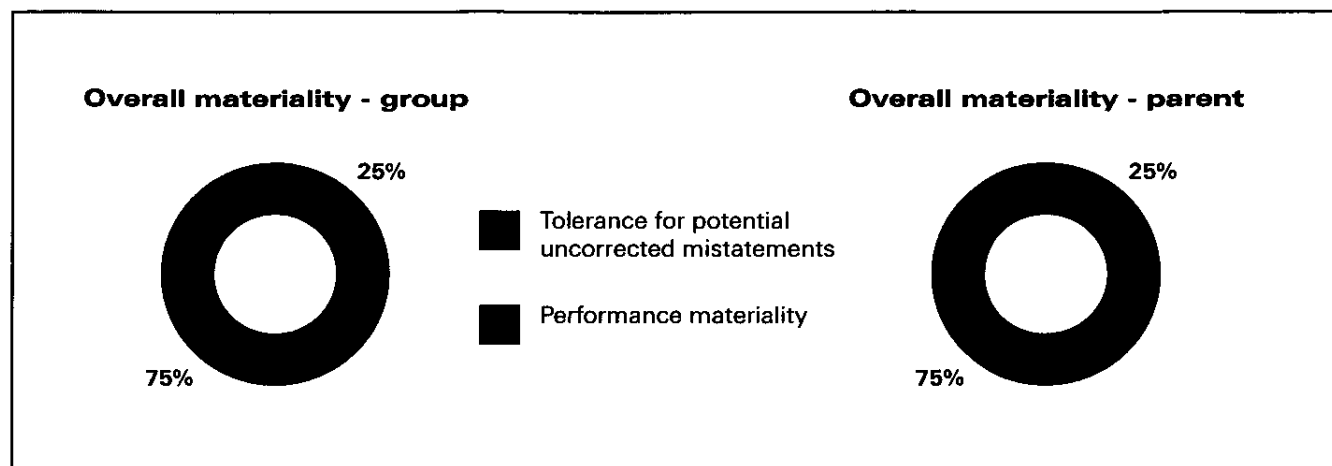 Overall materiality - group
25%
75%
Tolerance for potential
uncorrected mistatements
Performance materiality
Overall materiality - parent
25%
75%